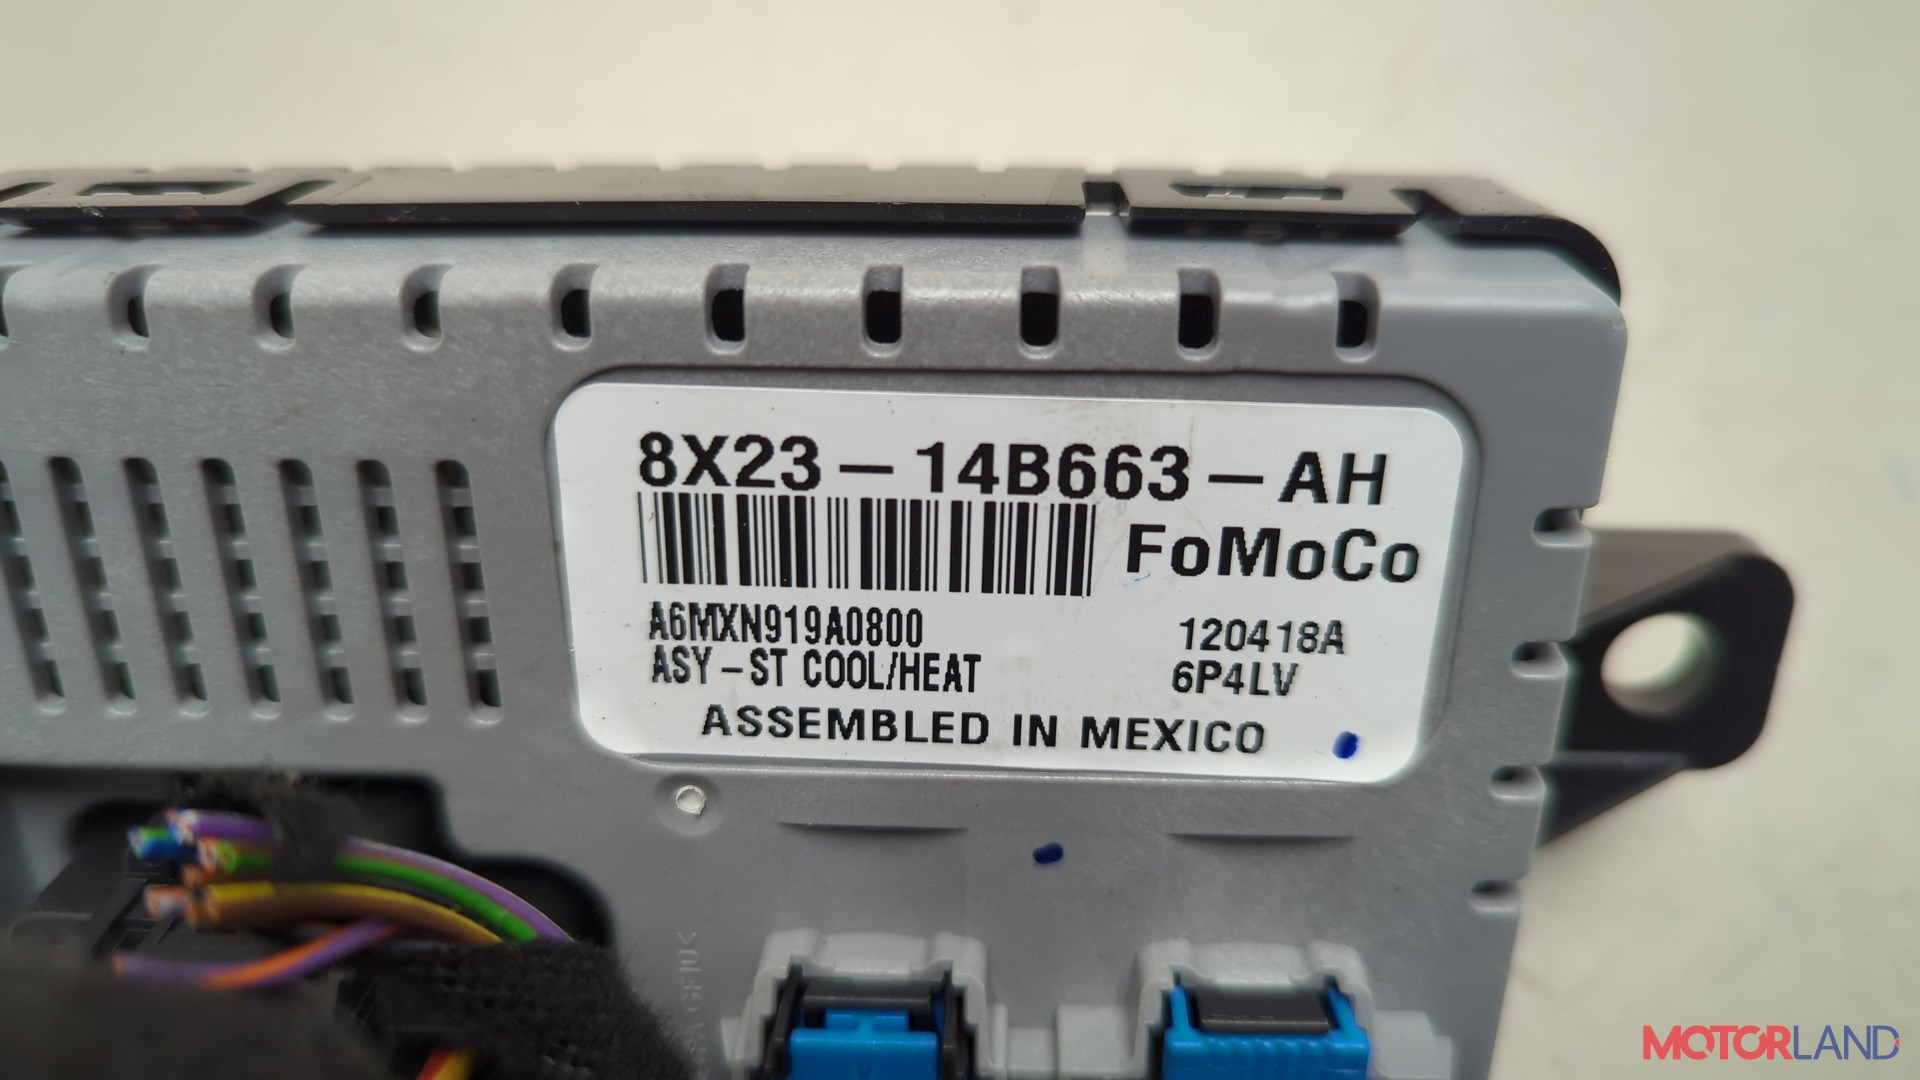 8X23-14B663-AH
FoMoCo
A6MXN919A0800
120418A
ASY-ST COOL/HEAT
6P4LV
ASSEMBLED IN MEXICO
MOTORLAND